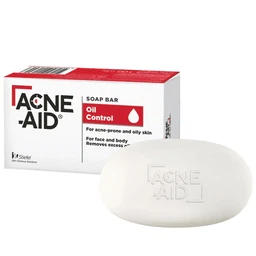 ACNE
-AID®
SOAP BAR
Oil
Control
For acne-prone and oily skin
For face and body
Removes excess
Stiefel
ACNE
-AID